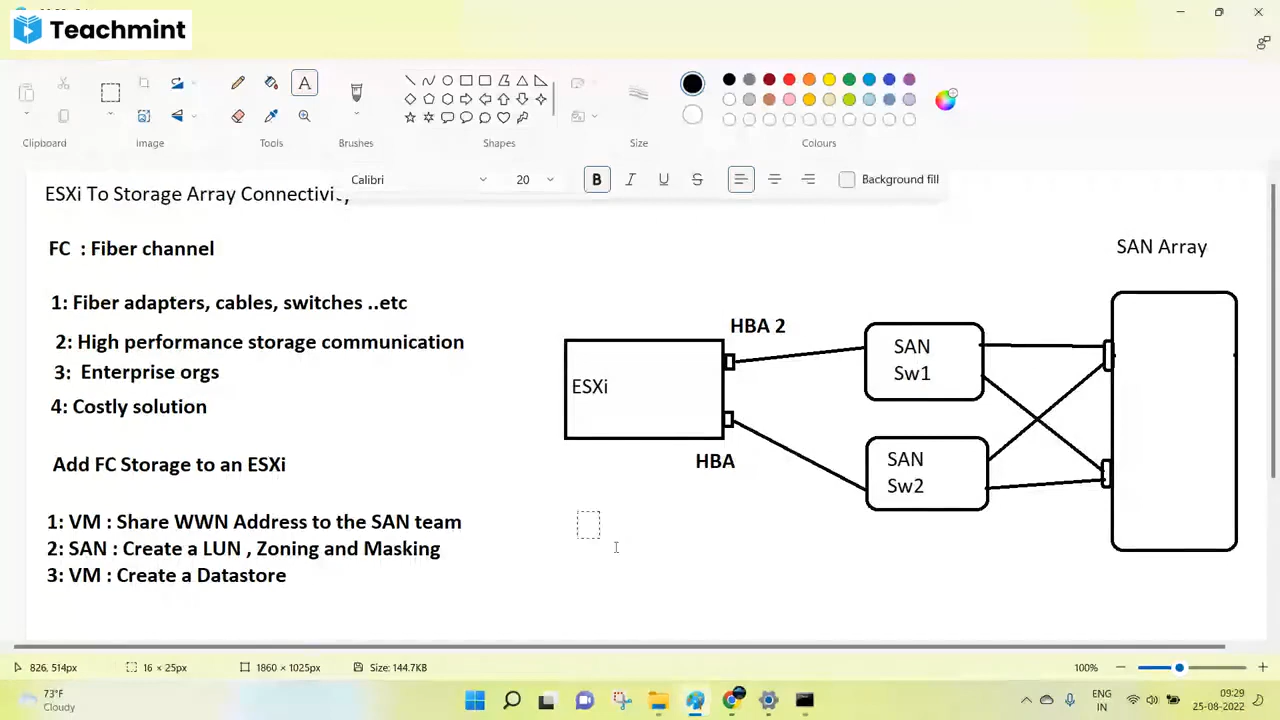 Teachmint
Clipboard
Image
Tools
Brushes
Shapes
Size
Colours
Calibri
20
B
I
U
Background fill
ESXi To Storage Array Connectivity
FC : Fiber channel
1: Fiber adapters, cables, switches ..etc
2: High performance storage communication
3: Enterprise orgs
4: Costly solution
Add FC Storage to an ESXi
1: VM : Share WWN Address to the SAN team
2: SAN : Create a LUN , Zoning and Masking
3: VM : Create a Datastore
SAN Array
HBA 2
ESXi
HBA
SAN
Sw1
SAN
Sw2
826, 514px
16 × 25px
1860 × 1025px
Size: 144.7KB
100%
73°F
Cloudy
ENG
IN
09:29
25-08-2022